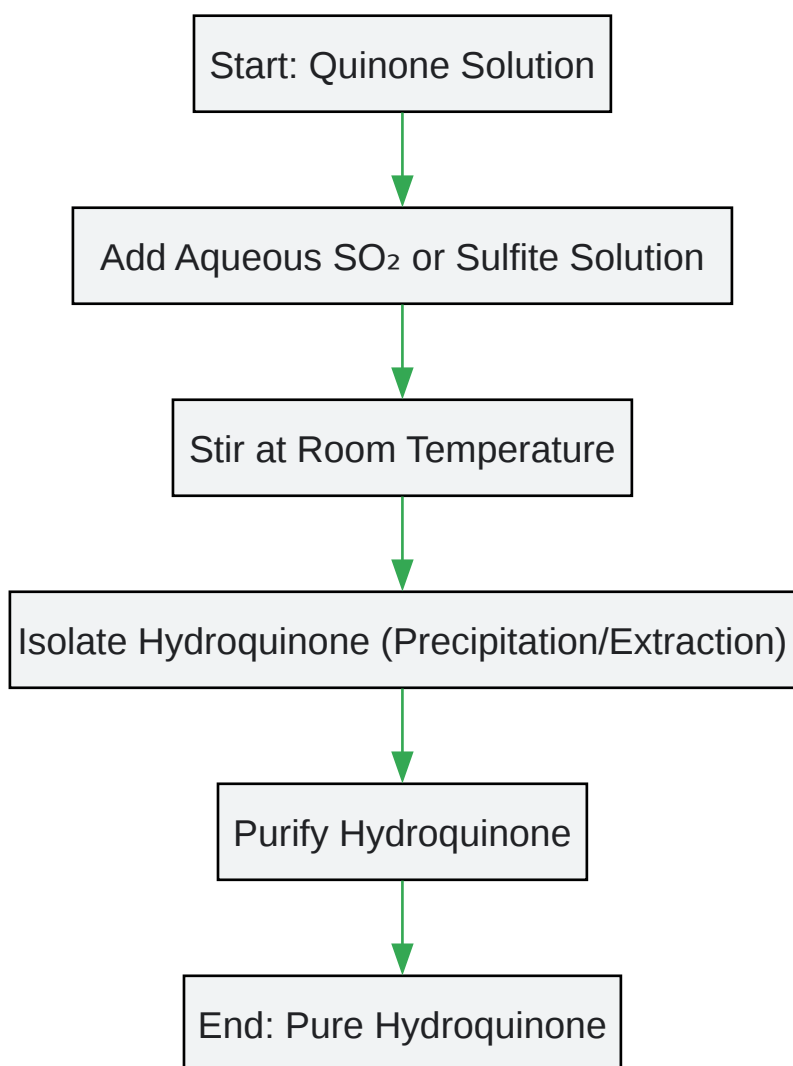 Start: Quinone Solution
Add Aqueous SO₂ or Sulfite Solution
Stir at Room Temperature
Isolate Hydroquinone (Precipitation/Extraction)
Purify Hydroquinone
End: Pure Hydroquinone